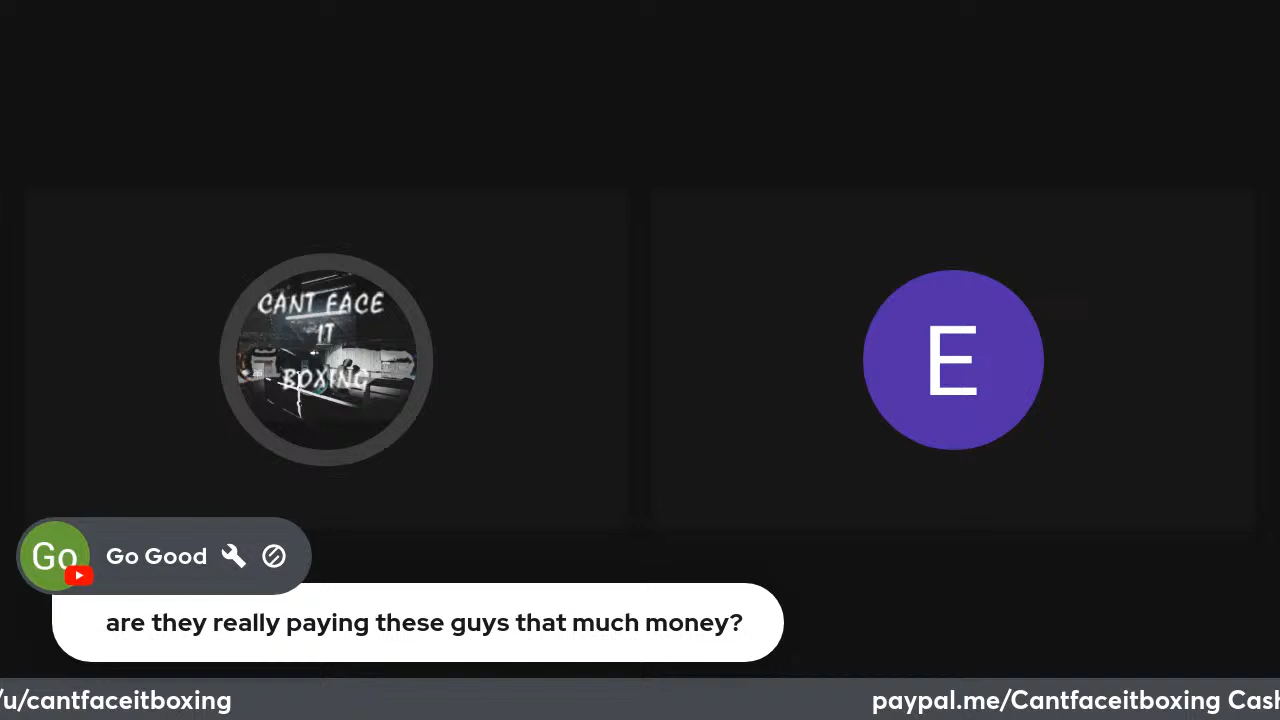 CANT FACE
IT
BOXING
E
Go
Go Good
are they really paying these guys that much money?
/u/cantfaceitboxing
paypal.me/Cantfaceitboxing Cash